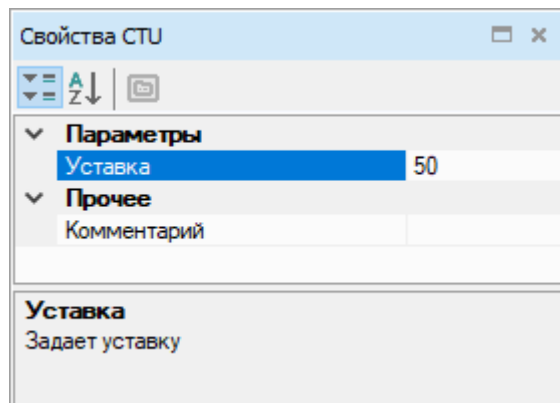 Свойства CTU
Параметры
Уставка 50
Прочее
Комментарий
Уставка
Задает уставку